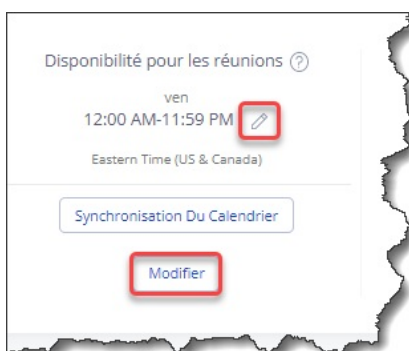 Disponibilité pour les réunions ?
ven
12:00 AM-11:59 PM
Eastern Time (US & Canada)
Synchronisation Du Calendrier
Modifier